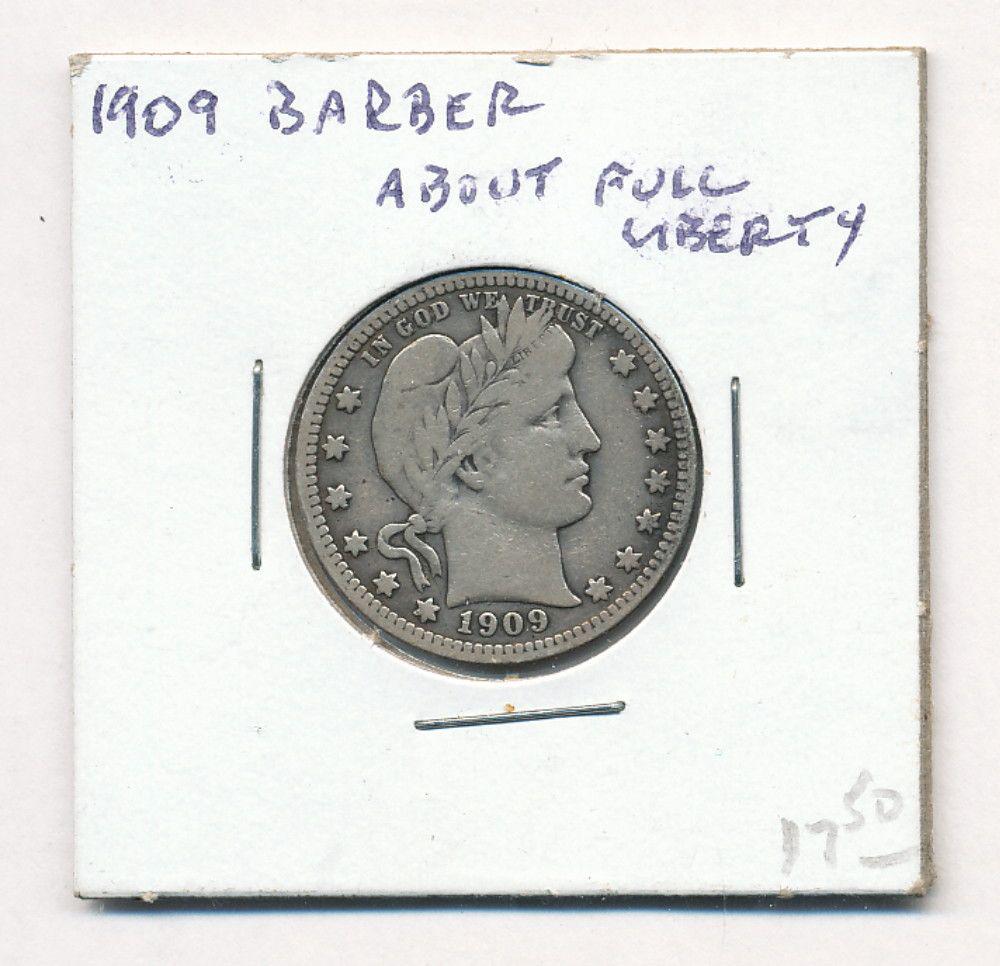 1909 BARBER
ABOUT FULL
LIBERTY
IN GOD WE TRUST
LIBERTY
1909
17 50